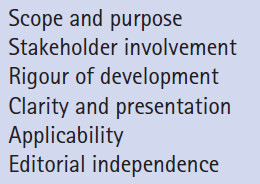 Scope and purpose
Stakeholder involvement
Rigour of development
Clarity and presentation
Applicability
Editorial independence